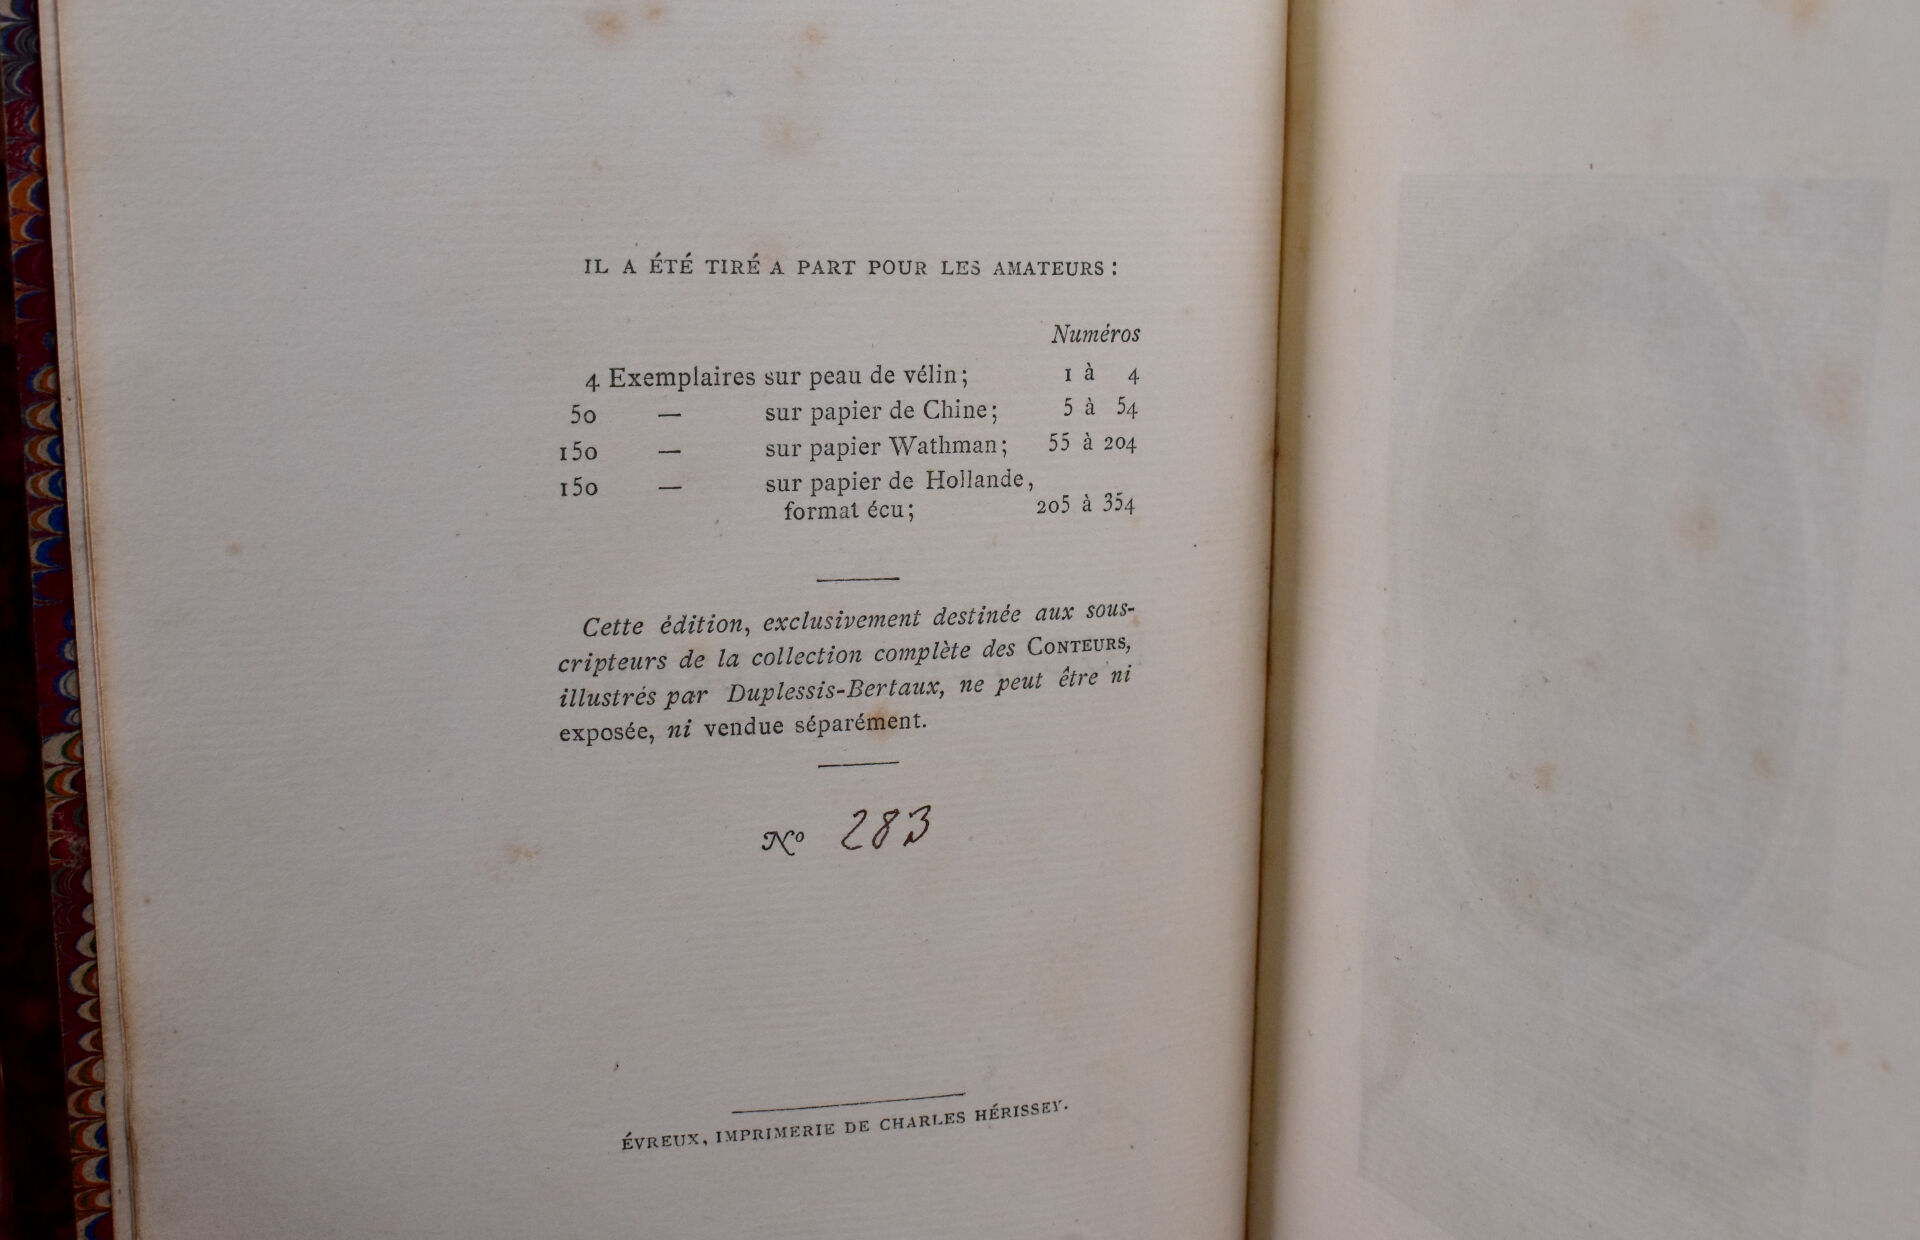 IL A ÉTÉ TIRÉ A PART POUR LES AMATEURS :
Numéros
4 Exemplaires sur peau de vélin; 1 à 4
50 — sur papier de Chine; 5 à 54
150 — sur papier Wathman; 55 à 204
150 — sur papier de Hollande,
format écu; 205 à 354
Cette édition, exclusivement destinée aux sous-
cripteurs de la collection complète des CONTEURS,
illustrés par Duplessis-Bertaux, ne peut être ni
exposée, ni vendue séparément.
No 283
ÉVREUX, IMPRIMERIE DE CHARLES HÉRISSEY.